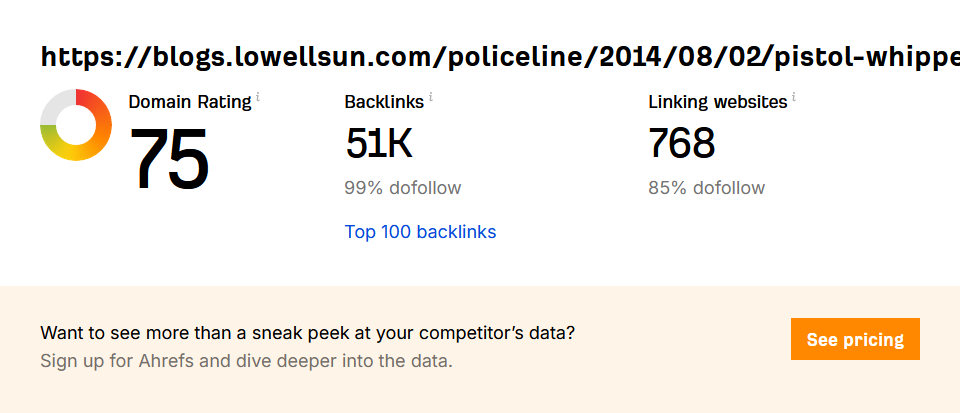 https://blogs.lowellsun.com/policeline/2014/08/02/pistol-whippe
Domain Rating i
Backlinks i
Linking websites i
75
51K
768
99% dofollow
85% dofollow
Top 100 backlinks
Want to see more than a sneak peek at your competitor’s data?
Sign up for Ahrefs and dive deeper into the data.
See pricing